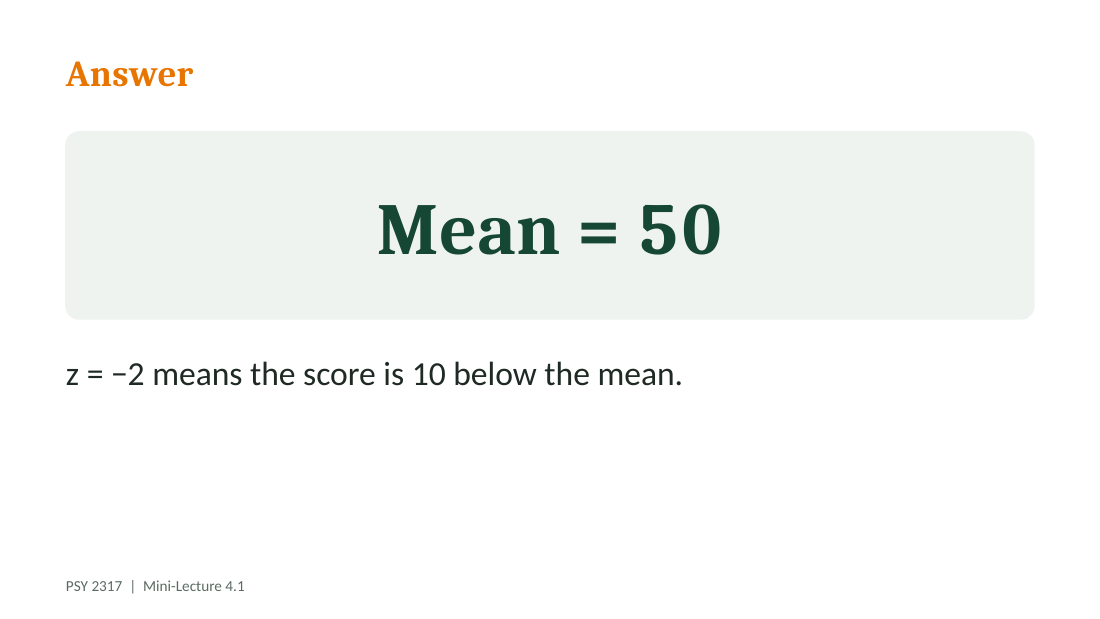 Answer
Mean = 50
z = −2 means the score is 10 below the mean.
PSY 2317 | Mini-Lecture 4.1